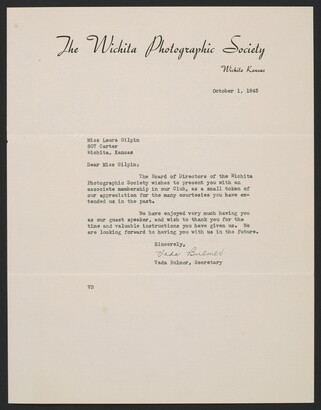 The Wichita Photographic Society
Wichita Kansas
October 1, 1943
Miss Laura Gilpin
807 Carter
Wichita, Kansas
Dear Miss Gilpin:
The Board of Directors of the Wichita
Photographic Society wishes to present you with an
associate membership in our Club, as a small token of
our appreciation for the many courtesies you have ex-
tended us in the past.
We have enjoyed very much having you
as our guest speaker, and wish to thank you for the
time and valuable instructions you have given us. We
are looking forward to having you with us in the future.
Sincerely,
Vada Bulmer
Vada Bulmer, Secretary
VB